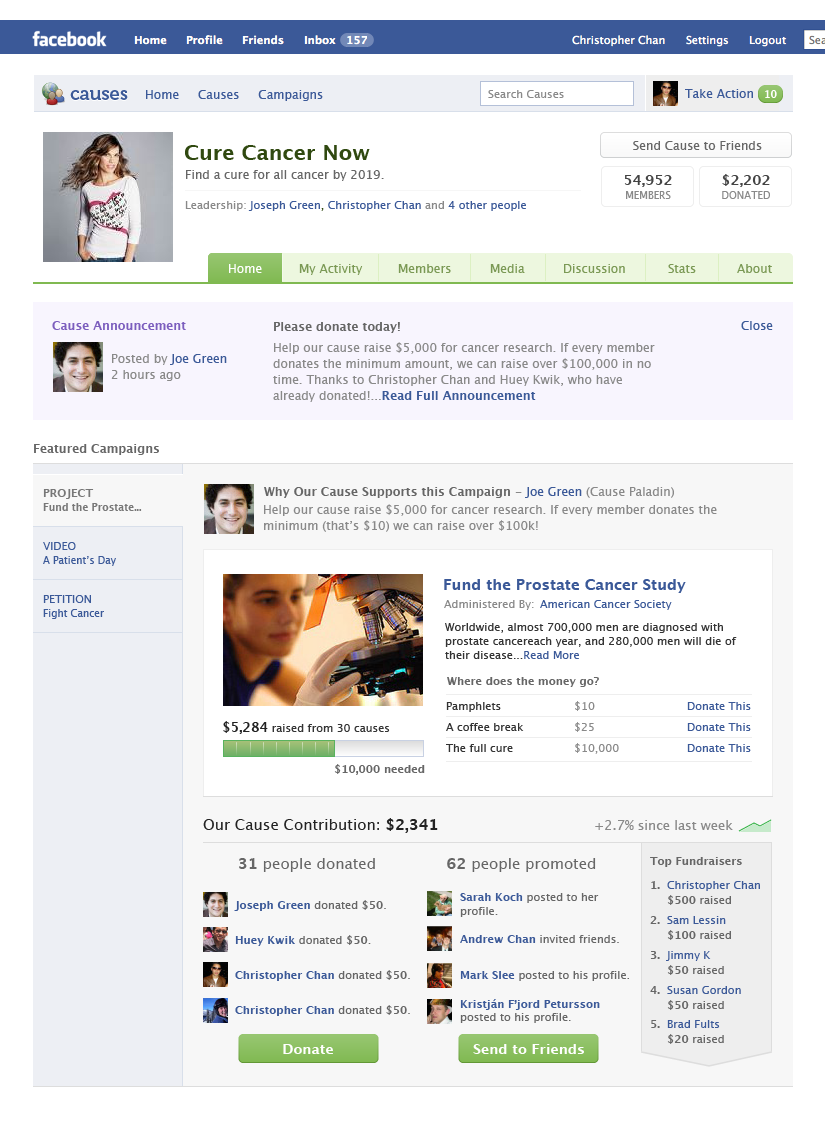 facebook Home Profile Friends Inbox 157 Christopher Chan Settings Logout Sea
causes Home Causes Campaigns Search Causes Take Action 10
Cure Cancer Now
Find a cure for all cancer by 2019.
Leadership: Joseph Green, Christopher Chan and 4 other people
Send Cause to Friends
54,952 $2,202
MEMBERS DONATED
Home My Activity Members Media Discussion Stats About
Cause Announcement
Posted by Joe Green
2 hours ago
Please donate today!
Close
Help our cause raise $5,000 for cancer research. If every member
donates the minimum amount, we can raise over $100,000 in no
time. Thanks to Christopher Chan and Huey Kwik, who have
already donated!...Read Full Announcement
Featured Campaigns
PROJECT
Fund the Prostate...
VIDEO
A Patient's Day
PETITION
Fight Cancer
Why Our Cause Supports this Campaign – Joe Green (Cause Paladin)
Help our cause raise $5,000 for cancer research. If every member donates the
minimum (that's $10) we can raise over $100k!
$5,284 raised from 30 causes
$10,000 needed
Fund the Prostate Cancer Study
Administered By: American Cancer Society
Worldwide, almost 700,000 men are diagnosed with
prostate cancereach year, and 280,000 men will die of
their disease...Read More
Where does the money go?
Pamphlets $10 Donate This
A coffee break $25 Donate This
The full cure $10,000 Donate This
Our Cause Contribution: $2,341
+2.7% since last week
31 people donated
Joseph Green donated $50.
Huey Kwik donated $50.
Christopher Chan donated $50.
Christopher Chan donated $50.
Donate
62 people promoted
Sarah Koch posted to her
profile.
Andrew Chan invited friends.
Mark Slee posted to his profile.
Kristján F'jord Petursson
posted to his profile.
Send to Friends
Top Fundraisers
1. Christopher Chan
$500 raised
2. Sam Lessin
$100 raised
3. Jimmy K
$50 raised
4. Susan Gordon
$50 raised
5. Brad Fults
$20 raised